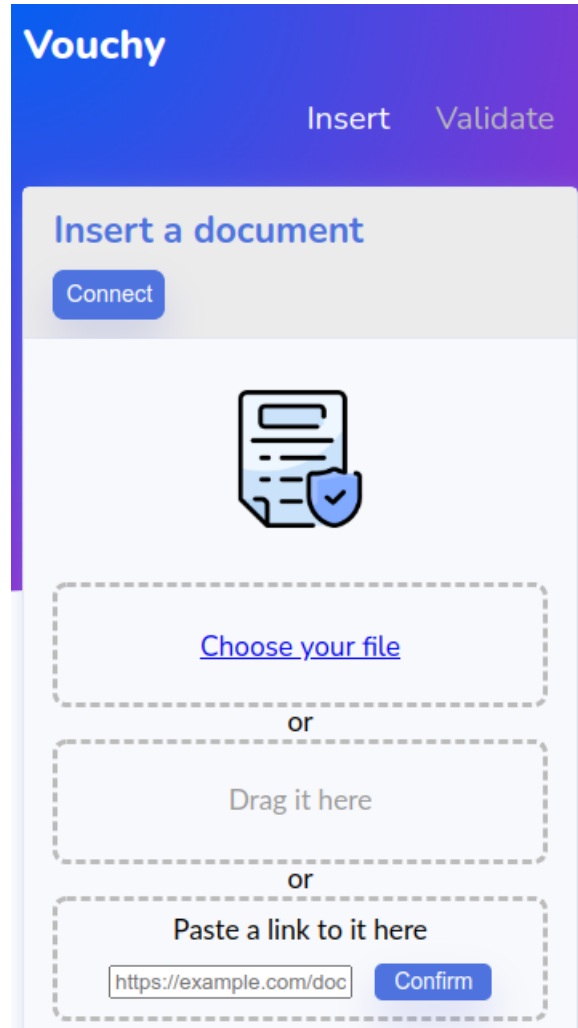 Vouchy
Insert Validate
Insert a document
Connect
Choose your file
or
Drag it here
or
Paste a link to it here
https://example.com/doc Confirm